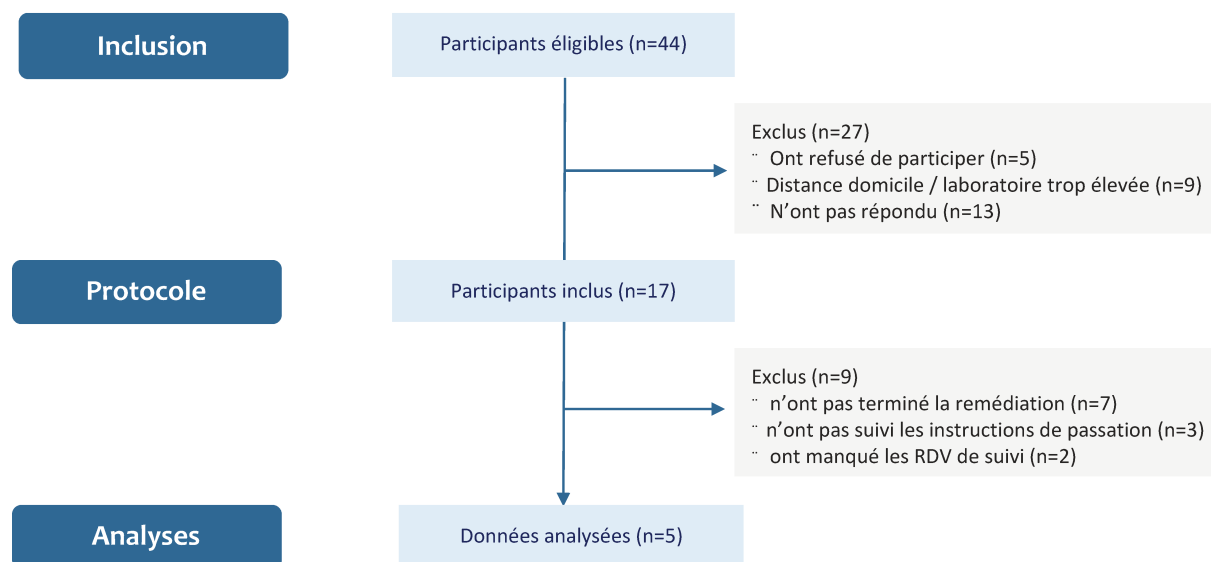 Inclusion
Participants éligibles (n=44)
Exclus (n=27)
¨ Ont refusé de participer (n=5)
¨ Distance domicile / laboratoire trop élevée (n=9)
¨ N’ont pas répondu (n=13)
Protocole
Participants inclus (n=17)
Exclus (n=9)
¨ n’ont pas terminé la remédiation (n=7)
¨ n’ont pas suivi les instructions de passation (n=3)
¨ ont manqué les RDV de suivi (n=2)
Analyses
Données analysées (n=5)